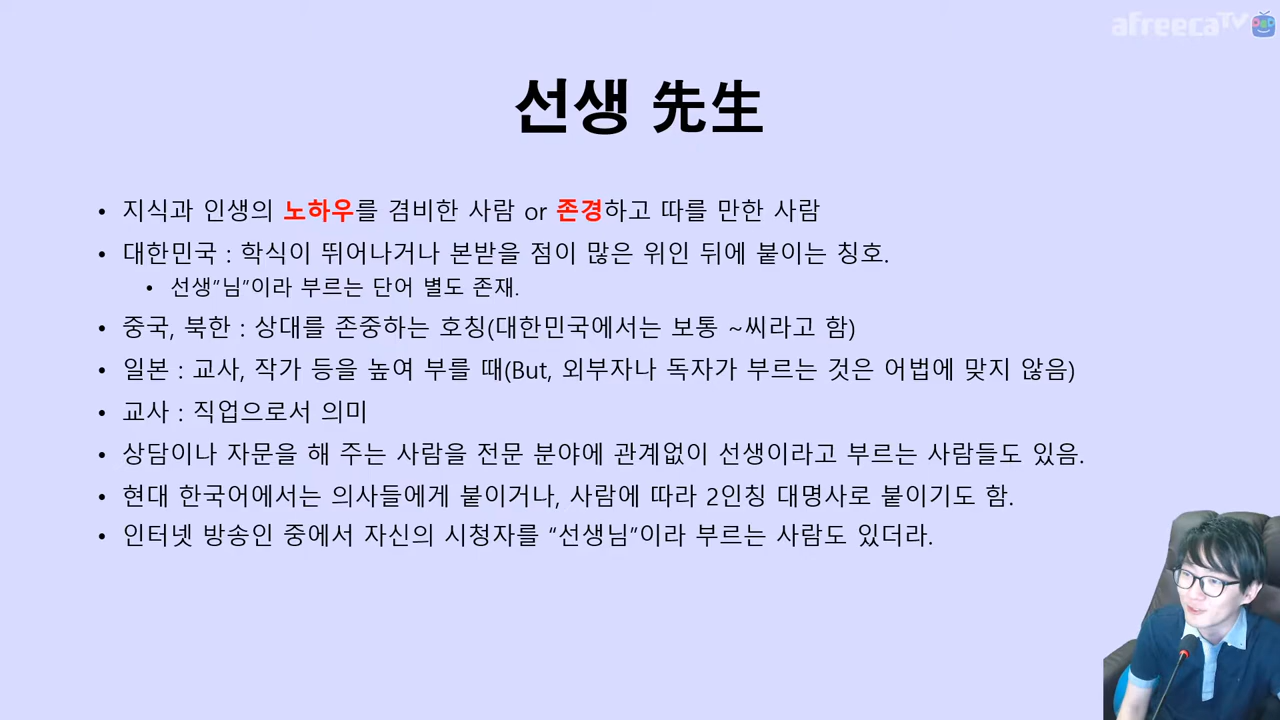 afreecaTV
선생 先生
• 지식과 인생의 노하우를 겸비한 사람 or 존경하고 따를 만한 사람
• 대한민국 : 학식이 뛰어나거나 본받을 점이 많은 위인 뒤에 붙이는 칭호.
• 선생”님“이라 부르는 단어 별도 존재.
• 중국, 북한 : 상대를 존중하는 호칭(대한민국에서는 보통 ~씨라고 함)
• 일본 : 교사, 작가 등을 높여 부를 때(But, 외부자나 독자가 부르는 것은 어법에 맞지 않음)
• 교사 : 직업으로서 의미
• 상담이나 자문을 해 주는 사람을 전문 분야에 관계없이 선생이라고 부르는 사람들도 있음.
• 현대 한국어에서는 의사들에게 붙이거나, 사람에 따라 2인칭 대명사로 붙이기도 함.
• 인터넷 방송인 중에서 자신의 시청자를 “선생님”이라 부르는 사람도 있더라.